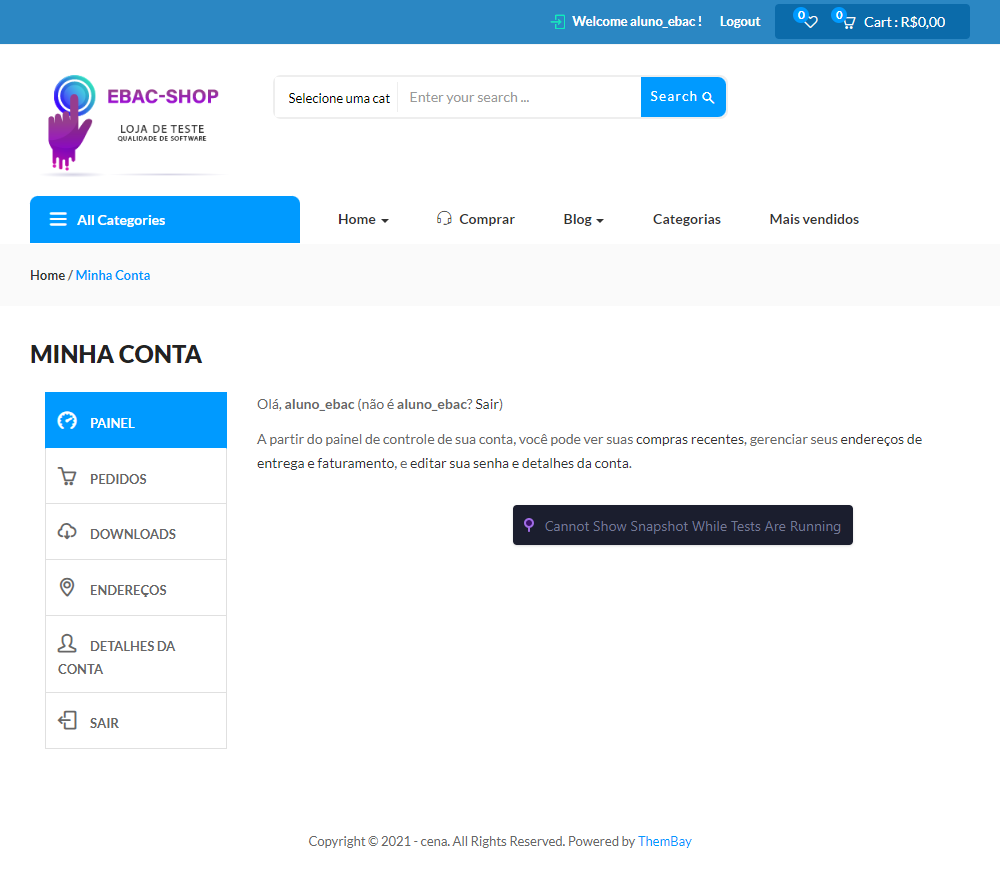 Welcome aluno_ebac ! Logout 0 0 Cart : R$0,00
EBAC-SHOP
LOJA DE TESTE
QUALIDADE DE SOFTWARE
Selecione uma cat Enter your search ... Search
All Categories Home Comprar Blog Categorias Mais vendidos
Home / Minha Conta
MINHA CONTA
PAINEL
PEDIDOS
DOWNLOADS
ENDEREÇOS
DETALHES DA
CONTA
SAIR
Olá, aluno_ebac (não é aluno_ebac? Sair)
A partir do painel de controle de sua conta, você pode ver suas compras recentes, gerenciar seus endereços de
entrega e faturamento, e editar sua senha e detalhes da conta.
Cannot Show Snapshot While Tests Are Running
Copyright © 2021 - cena. All Rights Reserved. Powered by ThemBay